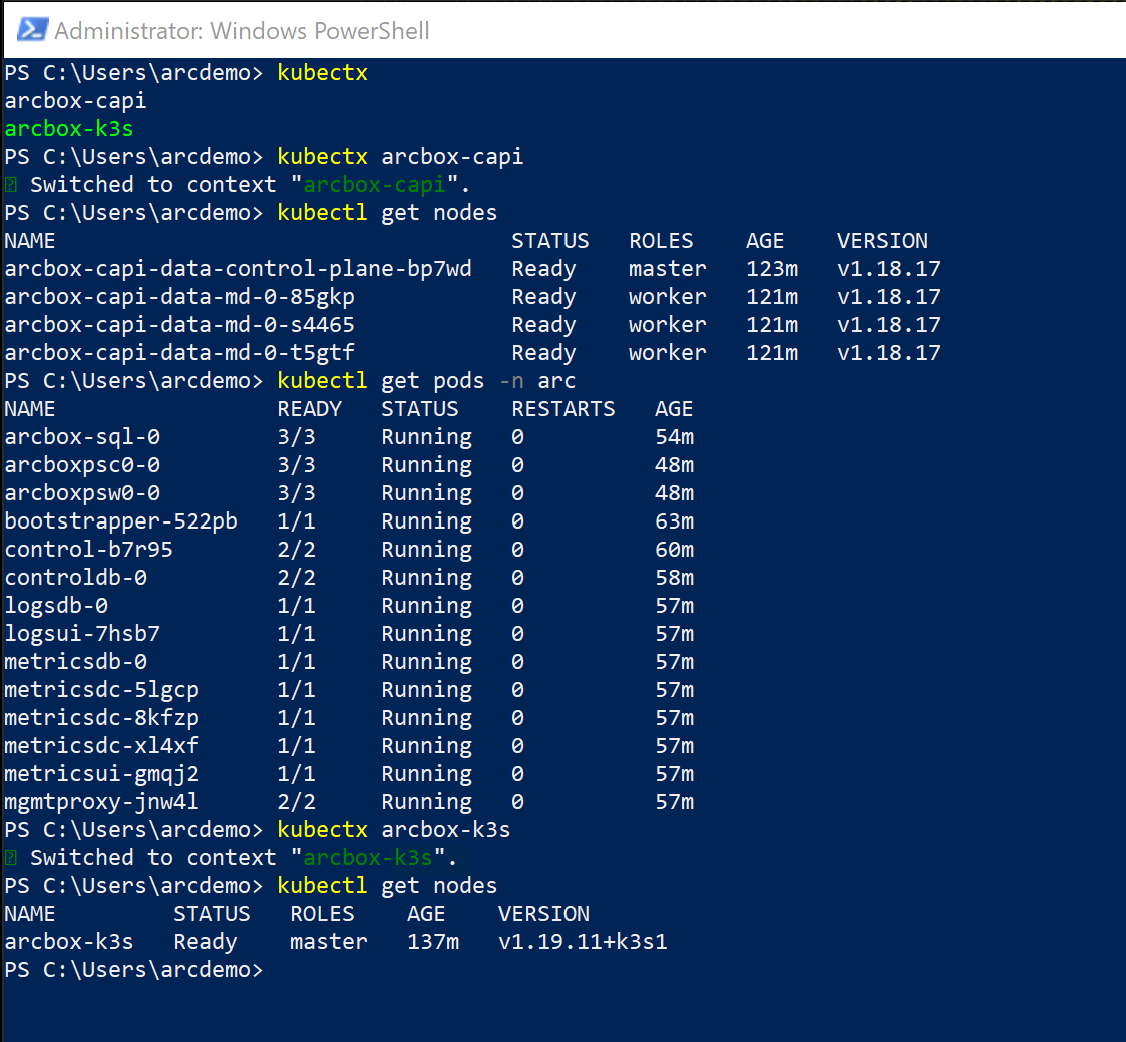 Administrator: Windows PowerShell
PS C:\Users\arcdemo> kubectx
arcbox-capi
arcbox-k3s
PS C:\Users\arcdemo> kubectx arcbox-capi
Switched to context "arcbox-capi".
PS C:\Users\arcdemo> kubectl get nodes
NAME                                   STATUS   ROLES    AGE    VERSION
arcbox-capi-data-control-plane-bp7wd   Ready    master   123m   v1.18.17
arcbox-capi-data-md-0-85gkp            Ready    worker   121m   v1.18.17
arcbox-capi-data-md-0-s4465            Ready    worker   121m   v1.18.17
arcbox-capi-data-md-0-t5gtf            Ready    worker   121m   v1.18.17
PS C:\Users\arcdemo> kubectl get pods -n arc
NAME                 READY   STATUS    RESTARTS   AGE
arcbox-sql-0         3/3     Running   0          54m
arcboxpsc0-0         3/3     Running   0          48m
arcboxpsw0-0         3/3     Running   0          48m
bootstrapper-522pb   1/1     Running   0          63m
control-b7r95        2/2     Running   0          60m
controldb-0          2/2     Running   0          58m
logsdb-0             1/1     Running   0          57m
logsui-7hsb7         1/1     Running   0          57m
metricsdb-0          1/1     Running   0          57m
metricsdc-5lgcp      1/1     Running   0          57m
metricsdc-8kfzp      1/1     Running   0          57m
metricsdc-xl4xf      1/1     Running   0          57m
metricsui-gmqj2      1/1     Running   0          57m
mgmtproxy-jnw4l      2/2     Running   0          57m
PS C:\Users\arcdemo> kubectx arcbox-k3s
Switched to context "arcbox-k3s".
PS C:\Users\arcdemo> kubectl get nodes
NAME         STATUS   ROLES    AGE    VERSION
arcbox-k3s   Ready    master   137m   v1.19.11+k3s1
PS C:\Users\arcdemo>